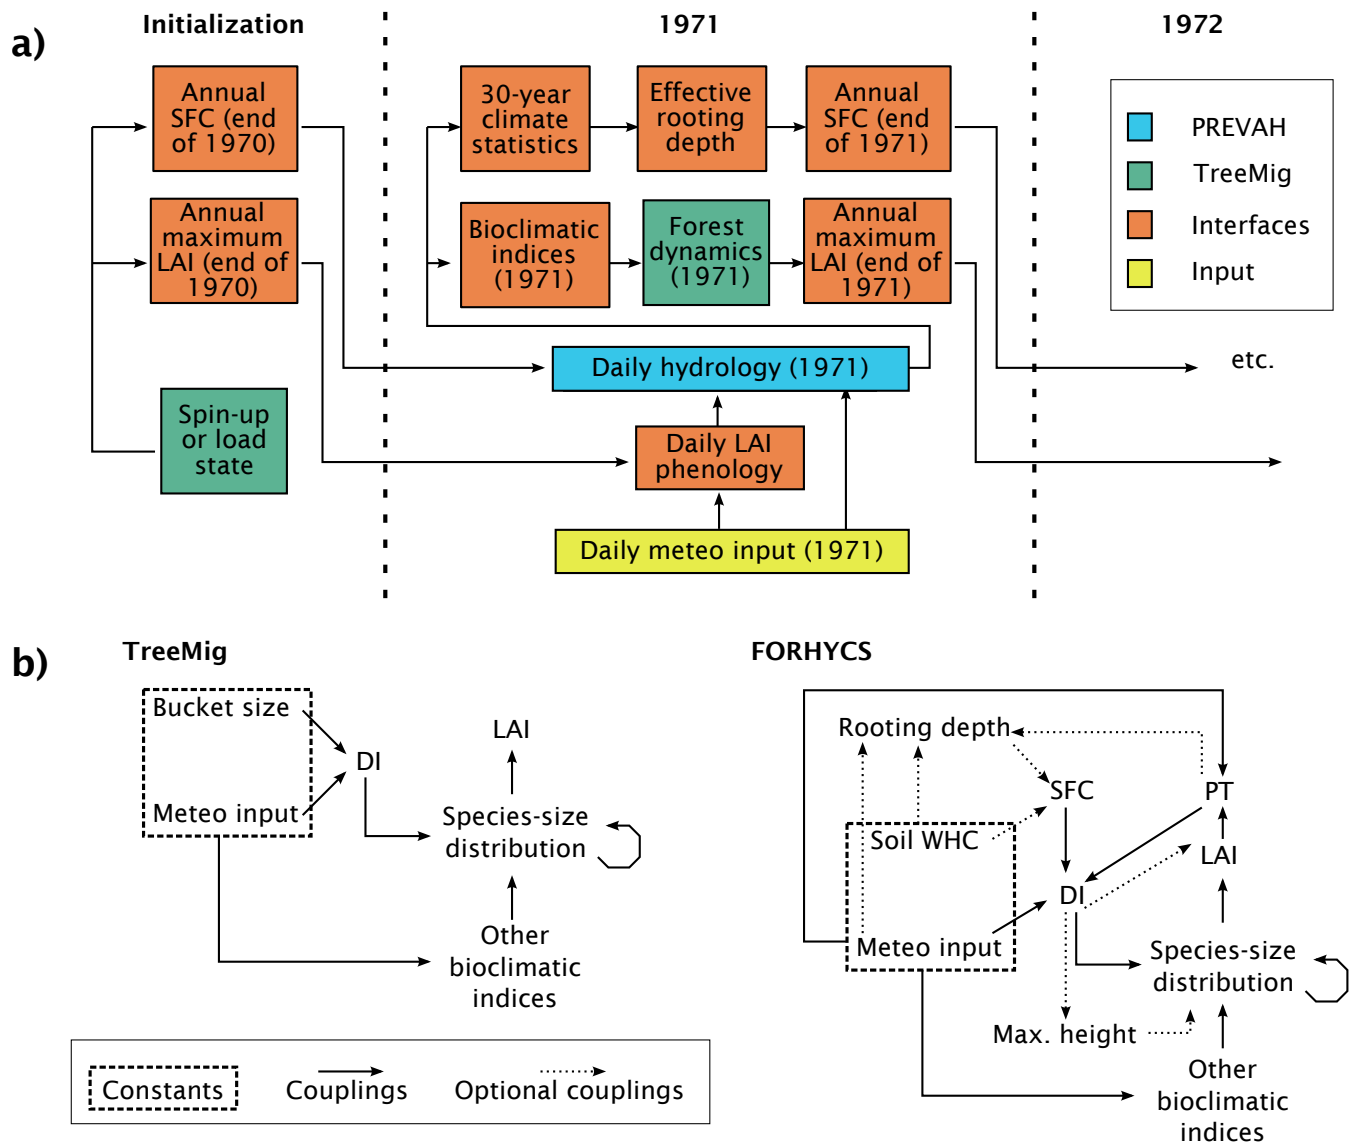 a)
Initialization
1971
1972
Annual
SFC (end
of 1970)
30-year
climate
statistics
Effective
rooting
depth
Annual
SFC (end
of 1971)
PREVAH
TreeMig
Interfaces
Input
Annual
maximum
LAI (end of
1970)
Bioclimatic
indices
(1971)
Forest
dynamics
(1971)
Annual
maximum
LAI (end of
1971)
Daily hydrology (1971)
etc.
Spin-up
or load
state
Daily LAI
phenology
Daily meteo input (1971)
b)
TreeMig
Bucket size
Meteo input
DI
LAI
Species-size
distribution
Other
bioclimatic
indices
FORHYCS
Rooting depth
SFC
PT
Soil WHC
LAI
DI
Meteo input
Species-size
distribution
Max. height
Other
bioclimatic
indices
Constants
Couplings
Optional couplings